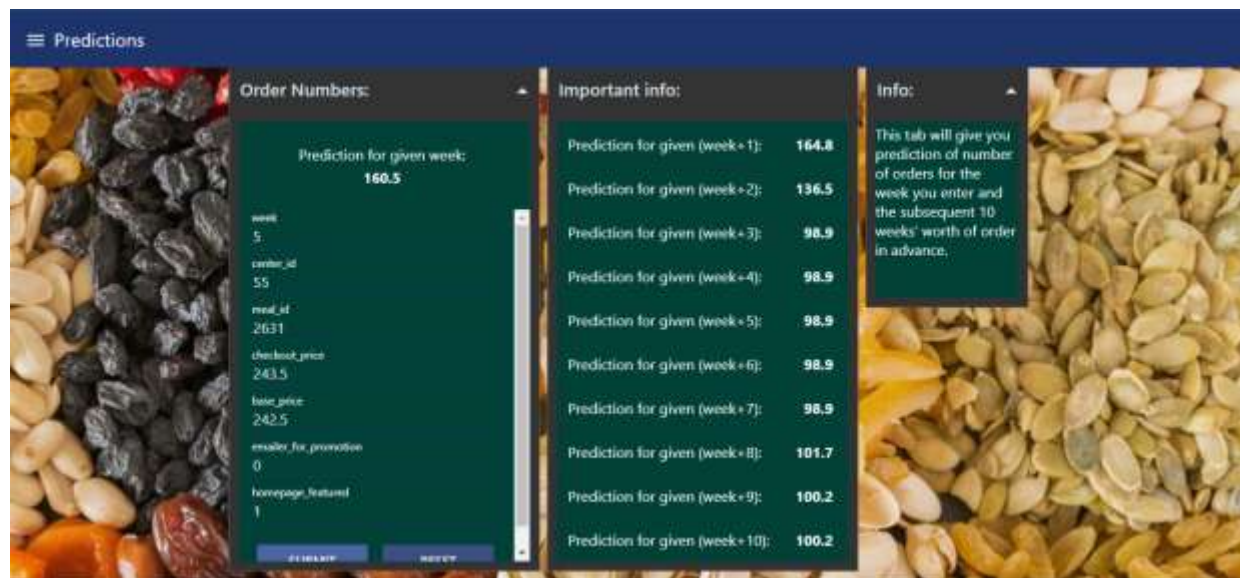 Predictions
Order Numbers:
Prediction for given week:
160.5
week
5
center_id
55
meal_id
2631
checkout_price
243.5
base_price
242.5
emailer_for_promotion
0
homepage_featured
1
SUBMIT RESET
Important info:
Prediction for given (week+1): 164.8
Prediction for given (week+2): 136.5
Prediction for given (week+3): 98.9
Prediction for given (week+4): 98.9
Prediction for given (week+5): 98.9
Prediction for given (week+6): 98.9
Prediction for given (week+7): 98.9
Prediction for given (week+8): 101.7
Prediction for given (week+9): 100.2
Prediction for given (week+10): 100.2
Info:
This tab will give you
prediction of number
of orders for the
week you enter and
the subsequent 10
weeks' worth of order
in advance.